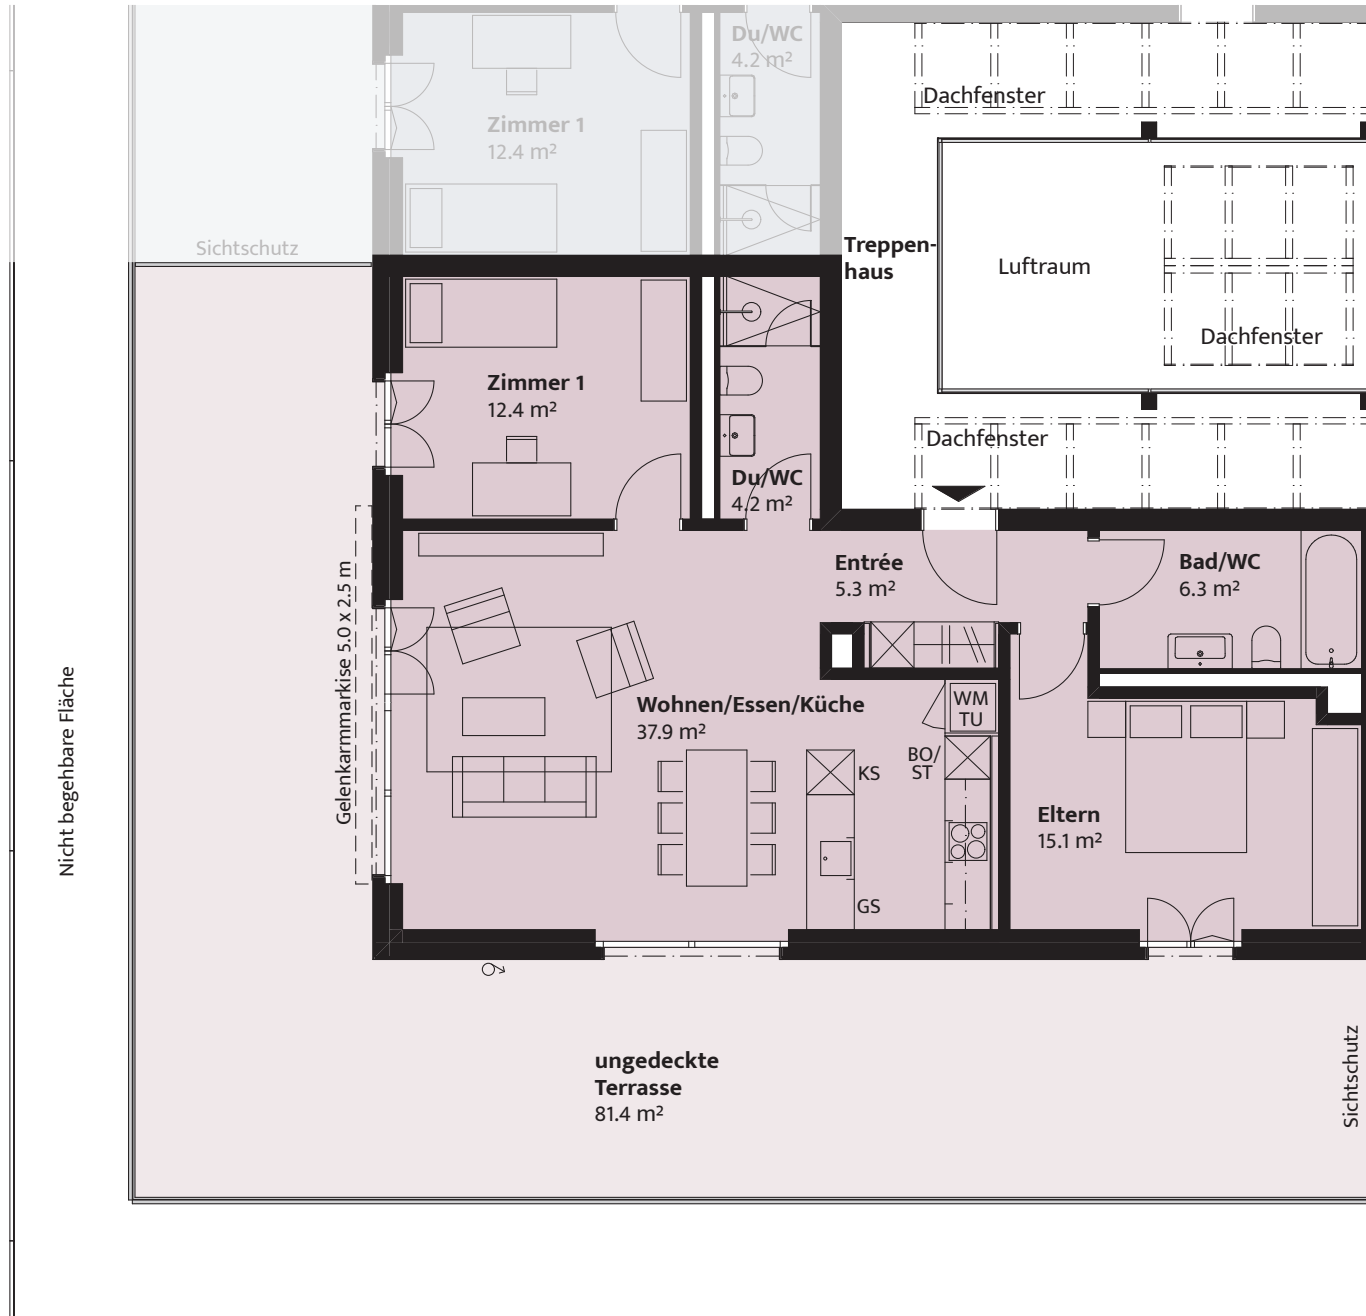 Du/WC
4.2 m²
Dachfenster
Zimmer 1
12.4 m²
Sichtschutz
Treppen-
haus
Luftraum
Dachfenster
Zimmer 1
12.4 m²
Dachfenster
Du/WC
4.2 m²
Entrée
5.3 m²
Bad/WC
6.3 m²
Gelenkarmmarkise 5.0 x 2.5 m
Nicht begehbare Fläche
Wohnen/Essen/Küche
37.9 m²
WM
TU
BO/
ST
KS
Eltern
15.1 m²
GS
ungedeckte
Terrasse
81.4 m²
Sichtschutz